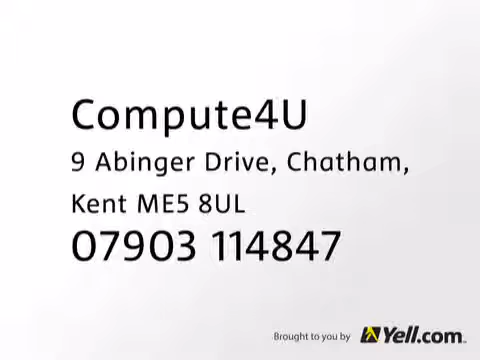 Compute4U
9 Abinger Drive, Chatham,
Kent ME5 8UL
07903 114847
Brought to you by Yell.com